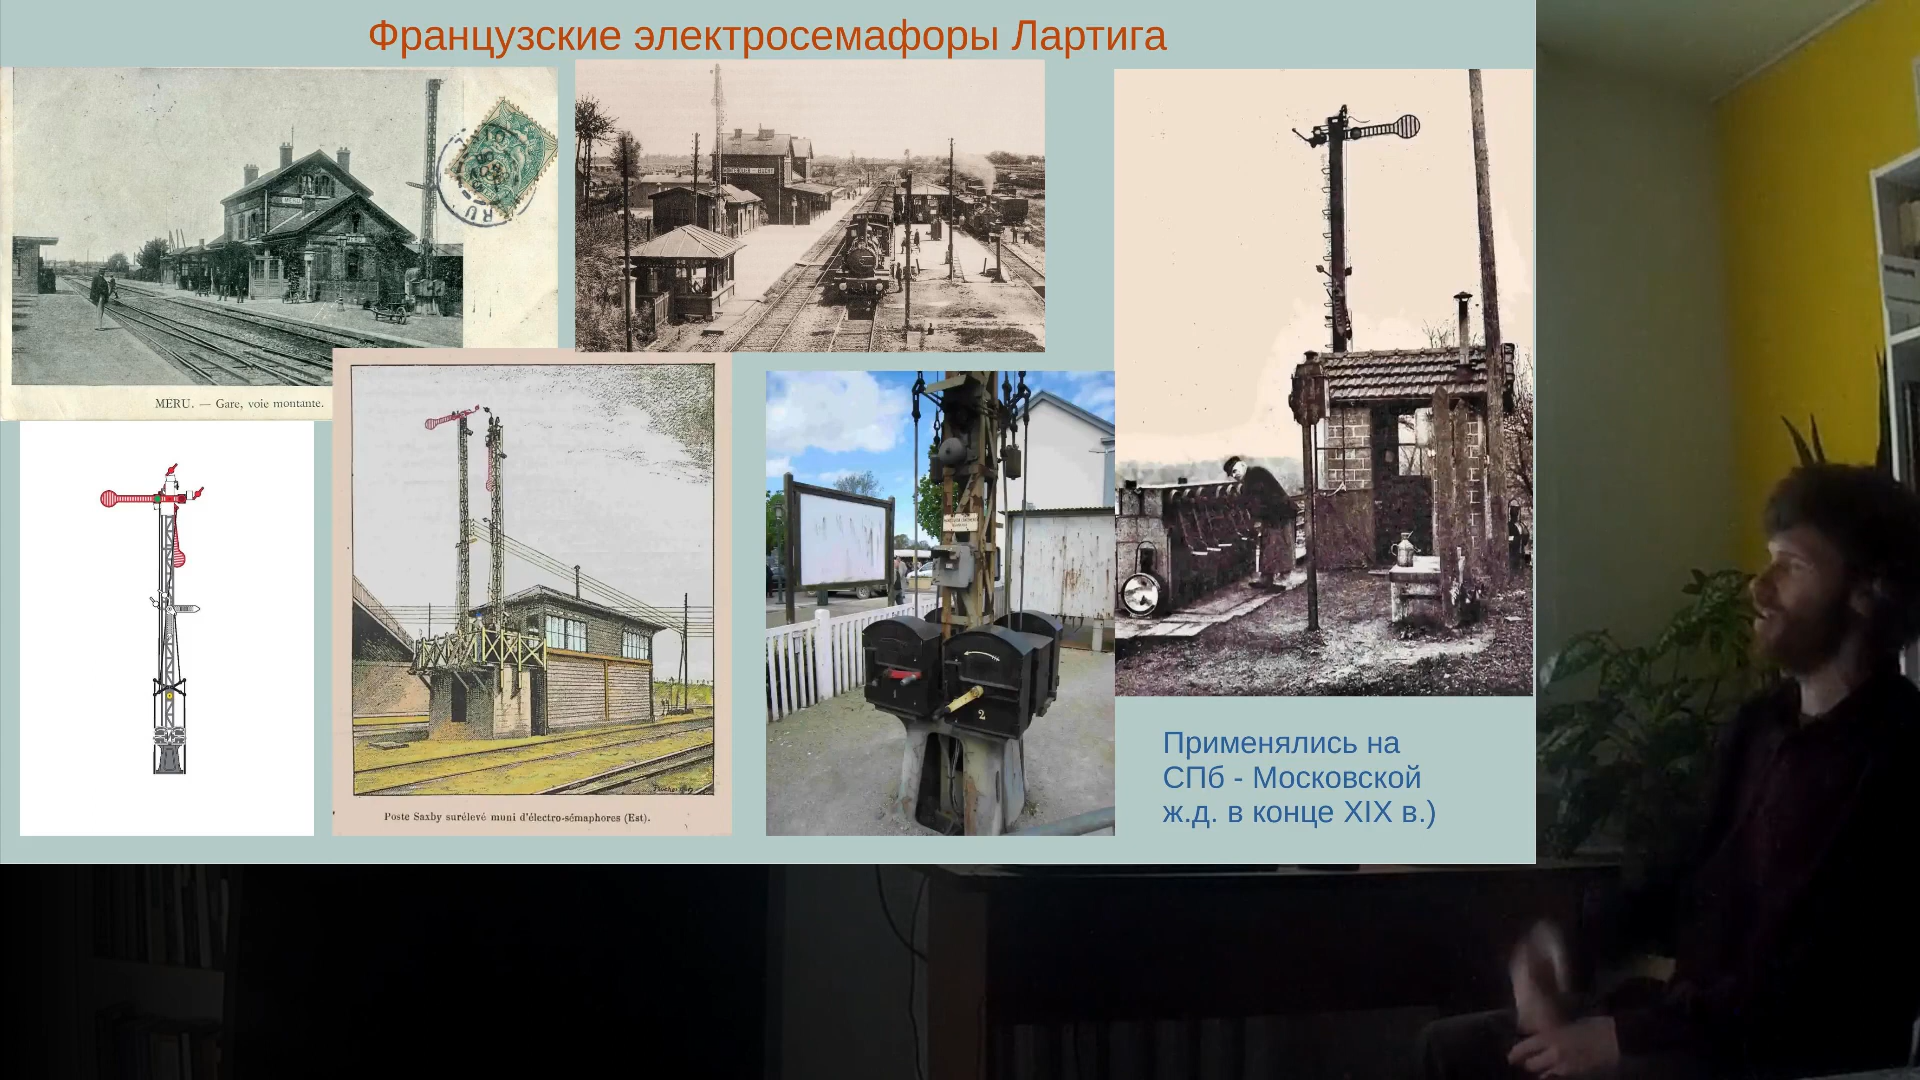 Французские электросемафоры Лартига
MERU. — Gare, voie montante.
Poste Saxby surélevé muni d'électro-sémaphores (Est).
2
Применялись на
СПб - Московской
ж.д. в конце XIX в.)